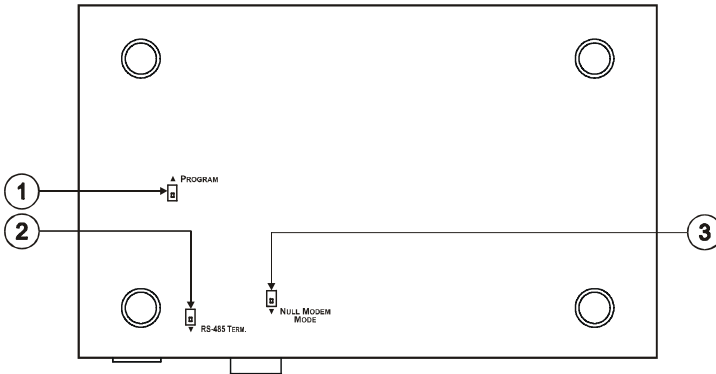 ▲ PROGRAM
1
2
3
NULL MODEM
▼ MODE
RS-485 TERM.
▼